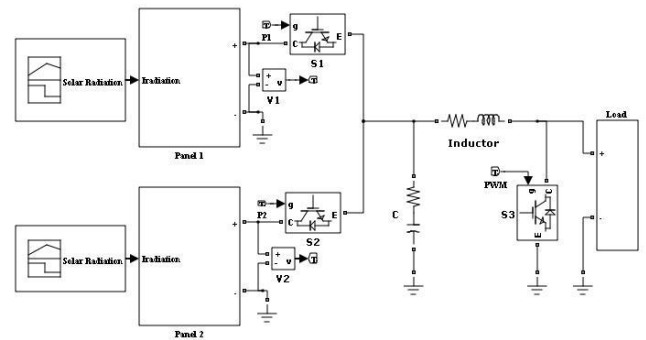 Solar Radiation
Irradiation
+
-
Panel 1
T
P1
g
C
E
S1
+
-
v
T
V1
Solar Radiation
Irradiation
+
-
Panel 2
T
P2
g
C
E
S2
+
-
v
T
V2
C
Inductor
T
PWM
g
C
E
S3
Load
+
-